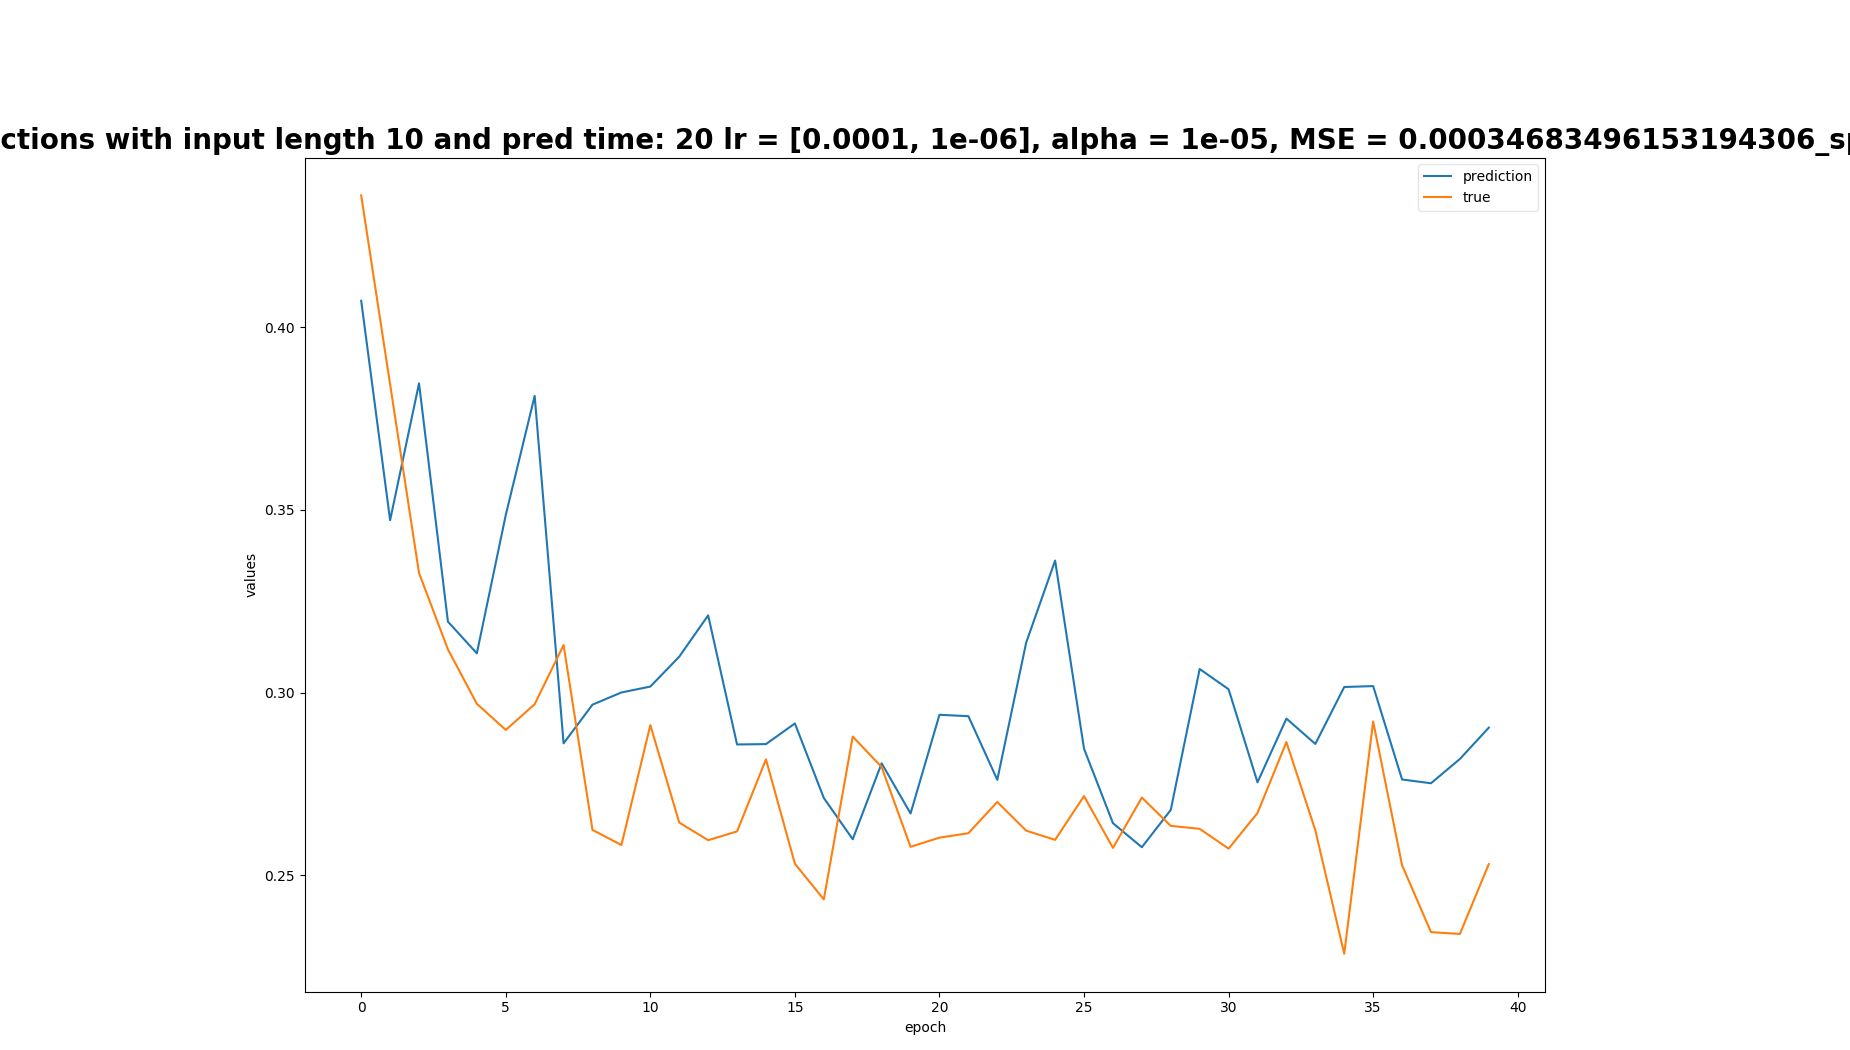 ctions with input length 10 and pred time: 20 lr = [0.0001, 1e-06], alpha = 1e-05, MSE = 0.00034683496153194306_sp
prediction
true
0.40
0.35
0.30
0.25
values
0 5 10 15 20 25 30 35 40
epoch